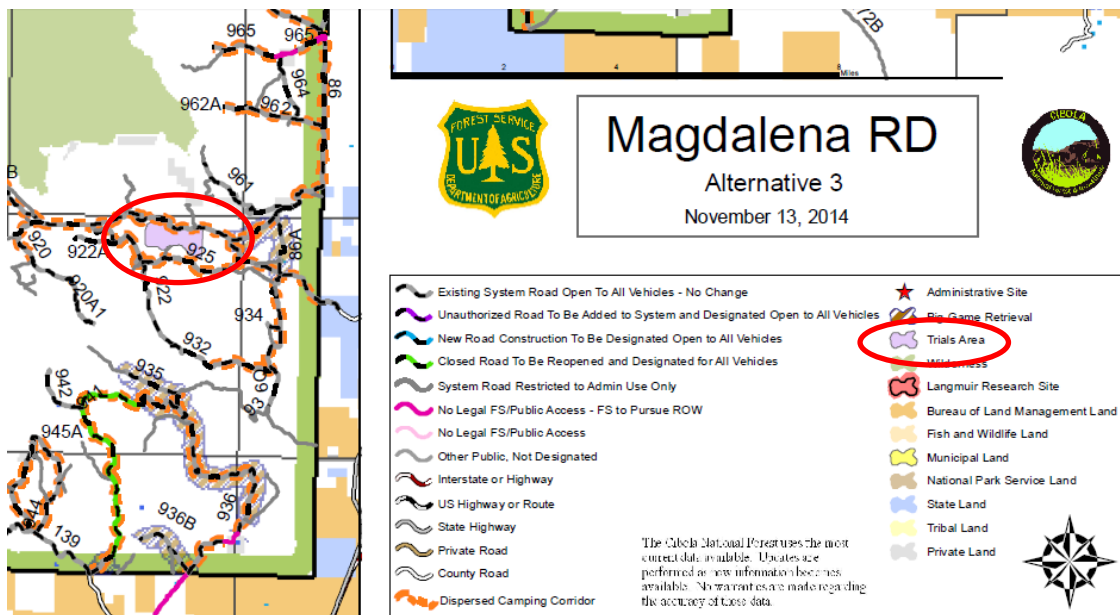 965
965
86
964
962A
962
72B
2
4
8
Miles
961
B
920
922A
925
86A
920A1
922
934
932
935
942
941
945A
944
139
936B
936
FOREST SERVICE
US
DEPARTMENT OF AGRICULTURE
Magdalena RD
Alternative 3
November 13, 2014
CIBOLA
Existing System Road Open To All Vehicles - No Change
Unauthorized Road To Be Added to System and Designated Open to All Vehicles
New Road Construction To Be Designated Open to All Vehicles
Closed Road To Be Reopened and Designated for All Vehicles
System Road Restricted to Admin Use Only
No Legal FS/Public Access - FS to Pursue ROW
No Legal FS/Public Access
Other Public, Not Designated
Interstate or Highway
US Highway or Route
State Highway
Private Road
County Road
Dispersed Camping Corridor
Administrative Site
Big Game Retrieval
Trials Area
Wilderness
Langmuir Research Site
Bureau of Land Management Land
Fish and Wildlife Land
Municipal Land
National Park Service Land
State Land
Tribal Land
Private Land
The Cibola National Forest uses the most
current data available. Updates are
performed as new information becomes
available. No warranties are made regarding
the accuracy of these data.